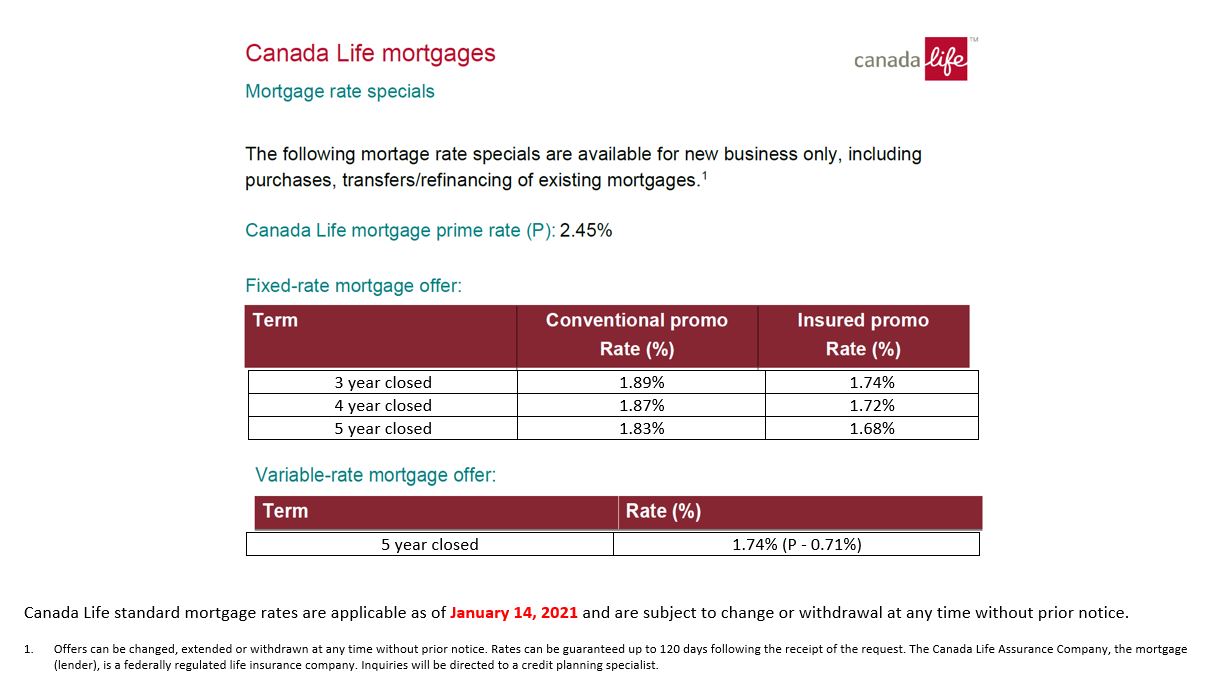 Canada Life mortgages
canada life™
Mortgage rate specials
The following mortage rate specials are available for new business only, including
purchases, transfers/refinancing of existing mortgages.1
Canada Life mortgage prime rate (P): 2.45%
Fixed-rate mortgage offer:
Term Conventional promo Insured promo
Rate (%) Rate (%)
3 year closed 1.89% 1.74%
4 year closed 1.87% 1.72%
5 year closed 1.83% 1.68%
Variable-rate mortgage offer:
Term Rate (%)
5 year closed 1.74% (P - 0.71%)
Canada Life standard mortgage rates are applicable as of January 14, 2021 and are subject to change or withdrawal at any time without prior notice.
1. Offers can be changed, extended or withdrawn at any time without prior notice. Rates can be guaranteed up to 120 days following the receipt of the request. The Canada Life Assurance Company, the mortgage
(lender), is a federally regulated life insurance company. Inquiries will be directed to a credit planning specialist.